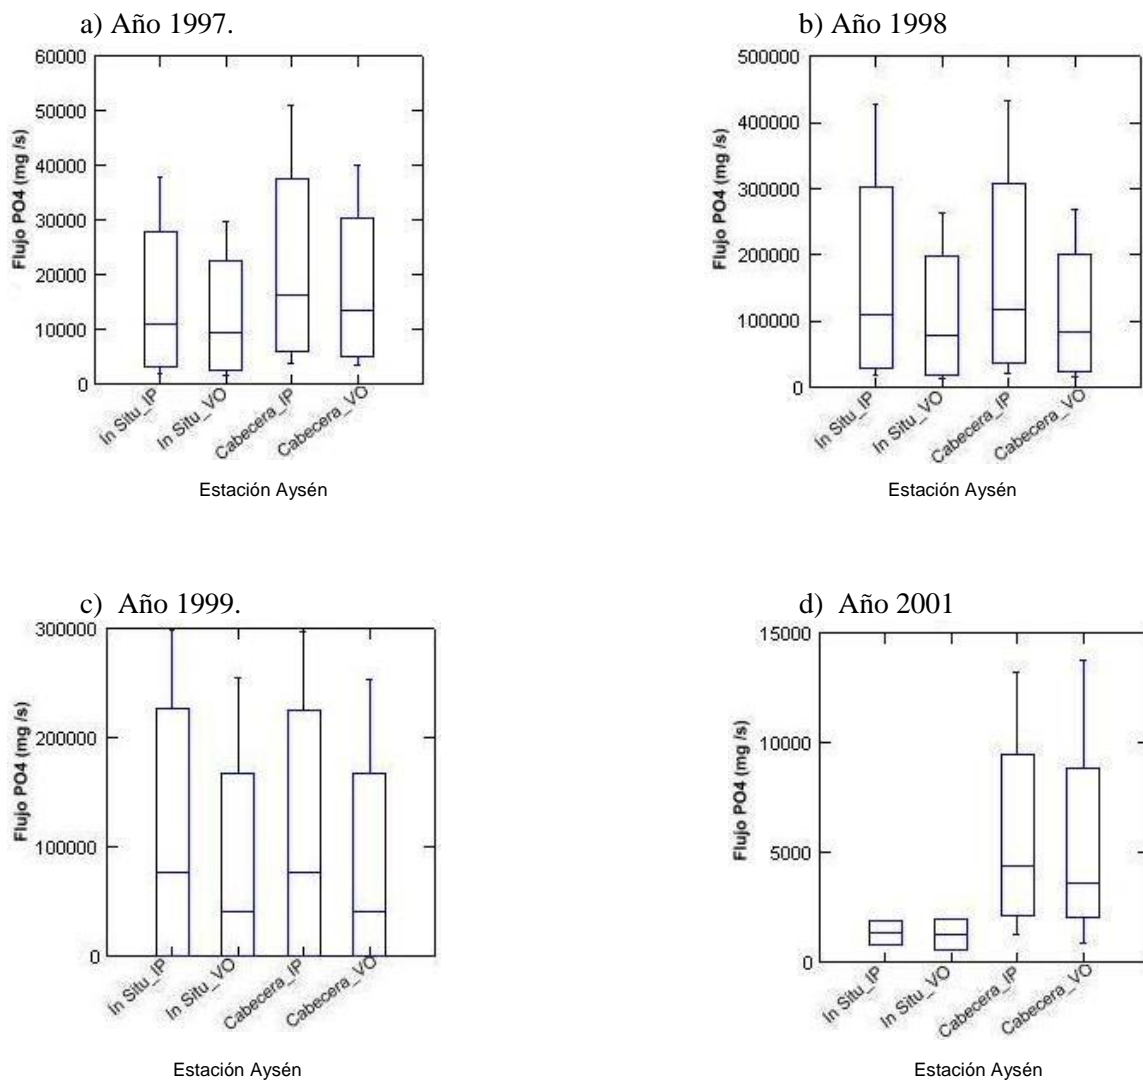 a) Año 1997.
60000
50000
40000
30000
20000
10000
0
Flujo PO4 (mg /s)
In Situ_IP
In Situ_VO
Cabecera_IP
Cabecera_VO
Estación Aysén
b) Año 1998
500000
400000
300000
200000
100000
0
Flujo PO4 (mg /s)
In Situ_IP
In Situ_VO
Cabecera_IP
Cabecera_VO
Estación Aysén
c) Año 1999.
300000
200000
100000
0
Flujo PO4 (mg /s)
In Situ_IP
In Situ_VO
Cabecera_IP
Cabecera_VO
Estación Aysén
d) Año 2001
15000
10000
5000
0
Flujo PO4 (mg /s)
In Situ_IP
In Situ_VO
Cabecera_IP
Cabecera_VO
Estación Aysén